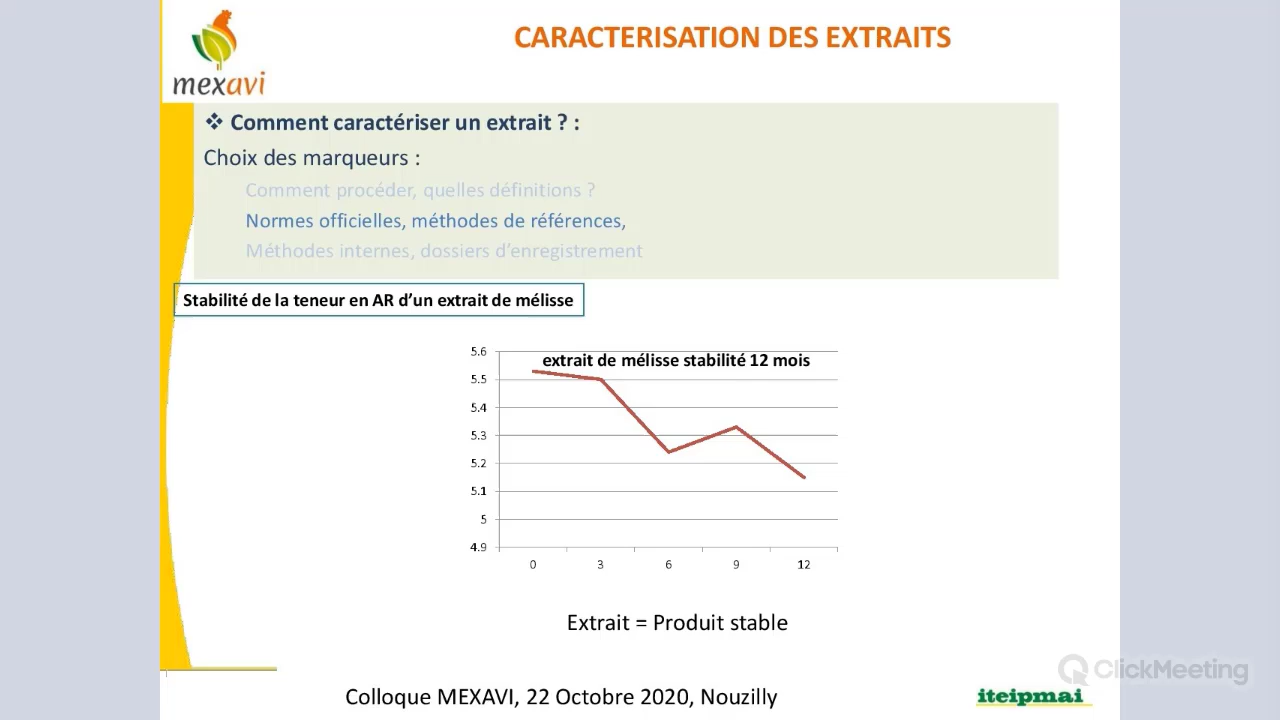 mexavi
CARACTERISATION DES EXTRAITS
❖ Comment caractériser un extrait ? :
Choix des marqueurs :
Comment procéder, quelles définitions ?
Normes officielles, méthodes de références,
Méthodes internes, dossiers d’enregistrement
Stabilité de la teneur en AR d’un extrait de mélisse
extrait de mélisse stabilité 12 mois
5.6
5.5
5.4
5.3
5.2
5.1
5
4.9
0 3 6 9 12
Extrait = Produit stable
Colloque MEXAVI, 22 Octobre 2020, Nouzilly
iteipmai
ClickMeeting